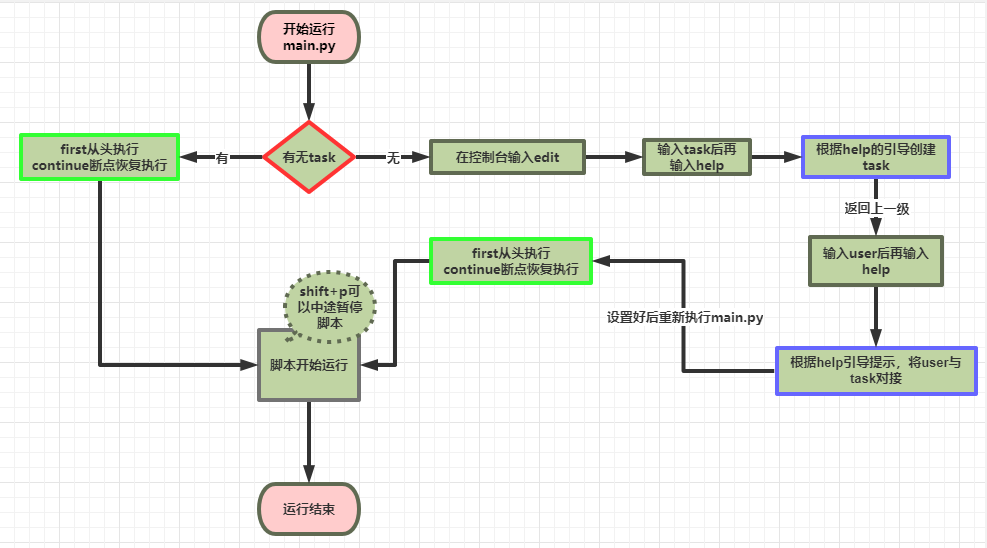 开始运行
main.py
有无task
有
first从头执行
continue断点恢复执行
无
在控制台输入edit
输入task后再
输入help
根据help的引导创建
task
返回上一级
输入user后再输入
help
根据help引导提示，将user与
task对接
设置好后重新执行main.py
first从头执行
continue断点恢复执行
shift+p可
以中途暂停
脚本
脚本开始运行
运行结束